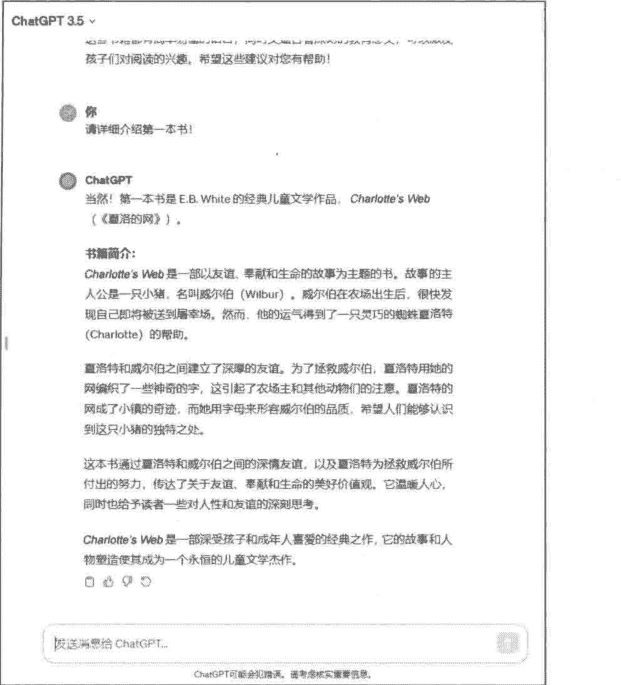 ChatGPT 3.5
孩子们对阅读的兴趣。希望这些建议对您有帮助！
你
请详细介绍第一本书！
ChatGPT
当然！第一本书是 E.B. White 的经典儿童文学作品，Charlotte's Web
（《夏洛的网》）。
书籍简介：
Charlotte's Web 是一部以友谊、奉献和生命的故事为主题的书。故事的主
人公是一只小猪，名叫威尔伯（Wilbur）。威尔伯在农场出生后，很快发
现自己即将被送到屠宰场。然而，他的运气得到了一只灵巧的蜘蛛夏洛特
（Charlotte）的帮助。
夏洛特和威尔伯之间建立了深厚的友谊。为了拯救威尔伯，夏洛特用她的
网编织了一些神奇的字，这引起了农场主和其他动物们的注意。夏洛特的
网成了小镇的奇迹，而她用字母来形容威尔伯的品质，希望人们能够认识
到这只小猪的独特之处。
这本书通过夏洛特和威尔伯之间的深情友谊，以及夏洛特为拯救威尔伯所
付出的努力，传达了关于友谊、奉献和生命的美好价值观。它温暖人心，
同时也给予读者一些对人性和友谊的深刻思考。
Charlotte's Web 是一部深受孩子和成年人喜爱的经典之作，它的故事和人
物塑造使其成为一个永恒的儿童文学杰作。
发送消息给 ChatGPT...
ChatGPT可能会犯错误。请考虑核实重要信息。